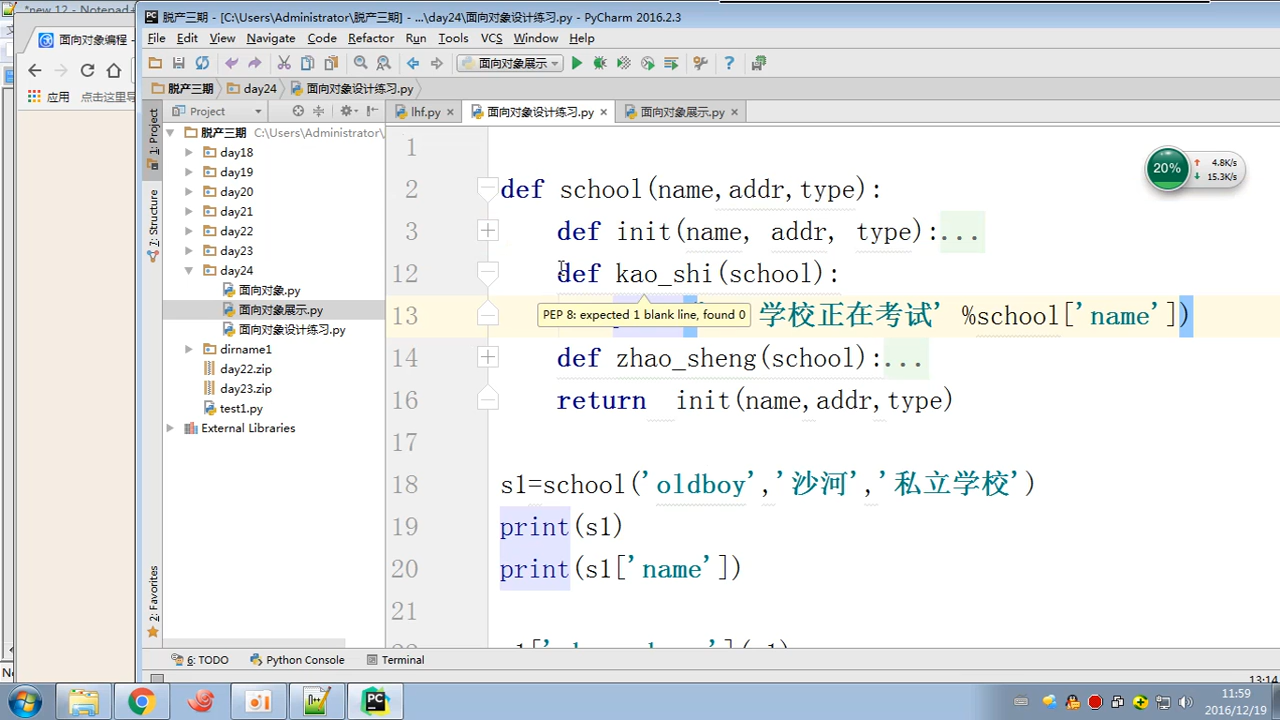 *new 12 - Notepad+
脱产三期 - [C:\Users\Administrator\脱产三期] - ...\day24\面向对象设计练习.py - PyCharm 2016.2.3
面向对象编程 -
File Edit View Navigate Code Refactor Run Tools VCS Window Help
面向对象展示
脱产三期 day24 面向对象设计练习.py
应用 点击这里导
Project
lhf.py
面向对象设计练习.py
面向对象展示.py
1: Project
7: Structure
2: Favorites
脱产三期 C:\Users\Administrator\
day18
day19
day20
day21
day22
day23
day24
面向对象.py
面向对象展示.py
面向对象设计练习.py
dirname1
day22.zip
day23.zip
test1.py
External Libraries
1
2 def school(name,addr,type):
3 def init(name, addr, type):...
12 def kao_shi(school):
13 学校正在考试' %school['name'])
PEP 8: expected 1 blank line, found 0
14 def zhao_sheng(school):...
16 return init(name,addr,type)
17
18 s1=school('oldboy','沙河','私立学校')
19 print(s1)
20 print(s1['name'])
21
20%
4.8K/s
15.3K/s
6: TODO Python Console Terminal
13:14
11:59
2016/12/19